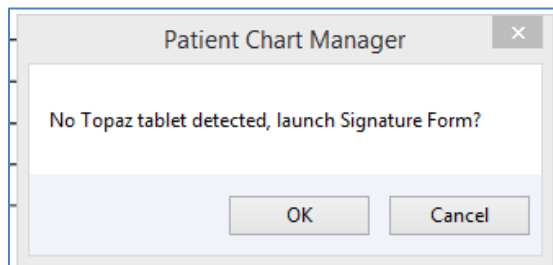 Patient Chart Manager
No Topaz tablet detected, launch Signature Form?
OK Cancel